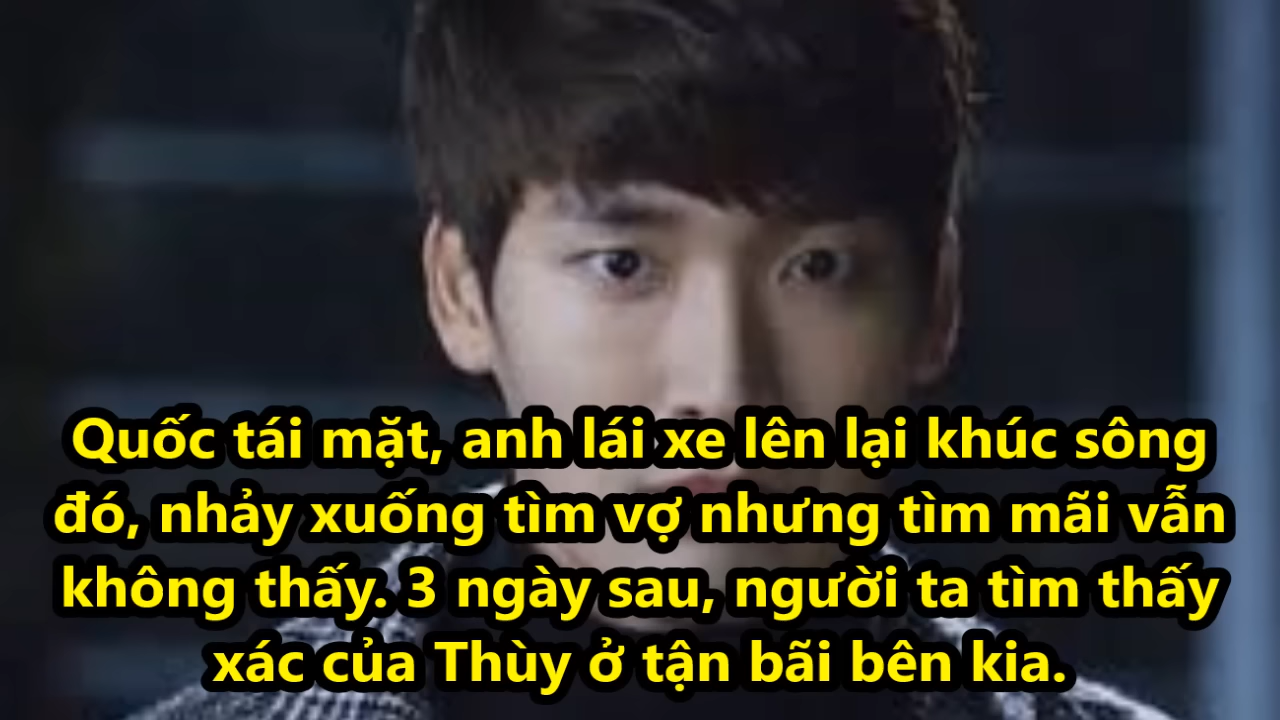 Quốc tái mặt, anh lái xe lên lại khúc sông
đó, nhảy xuống tìm vợ nhưng tìm mãi vẫn
không thấy. 3 ngày sau, người ta tìm thấy
xác của Thùy ở tận bãi bên kia.